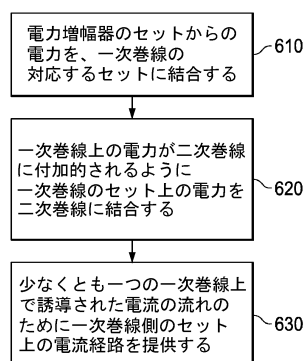 電力増幅器のセットからの
電力を、一次巻線の
対応するセットに結合する
610
一次巻線上の電力が二次巻線
に付加的されるように
一次巻線のセット上の電力を
二次巻線に結合する
620
少なくとも一つの一次巻線上
で誘導された電流の流れの
ために一次巻線側のセット
上の電流経路を提供する
630